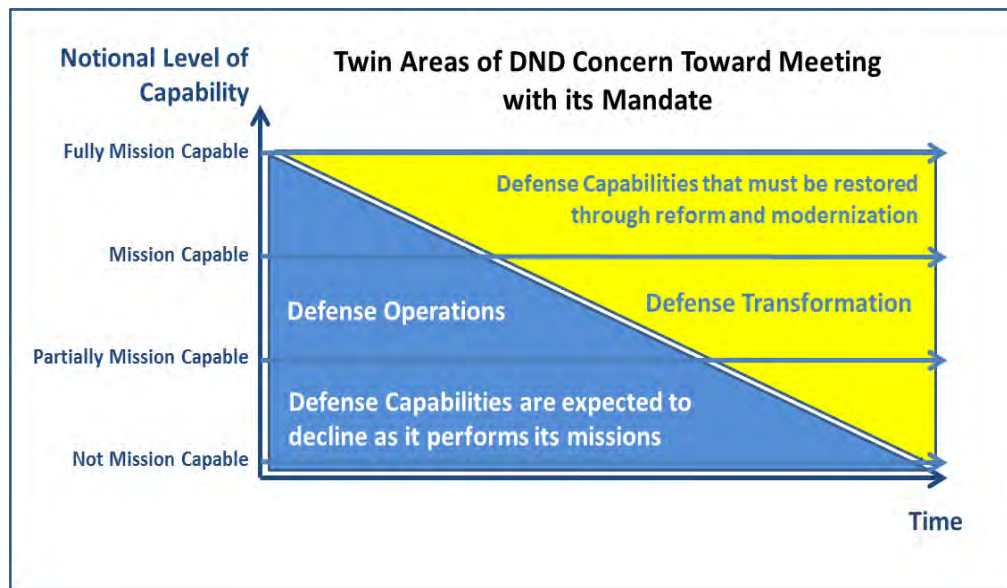 Notional Level of
Capability
Twin Areas of DND Concern Toward Meeting
with its Mandate
Fully Mission Capable
Defense Capabilities that must be restored
through reform and modernization
Mission Capable
Defense Operations
Defense Transformation
Partially Mission Capable
Defense Capabilities are expected to
decline as it performs its missions
Not Mission Capable
Time